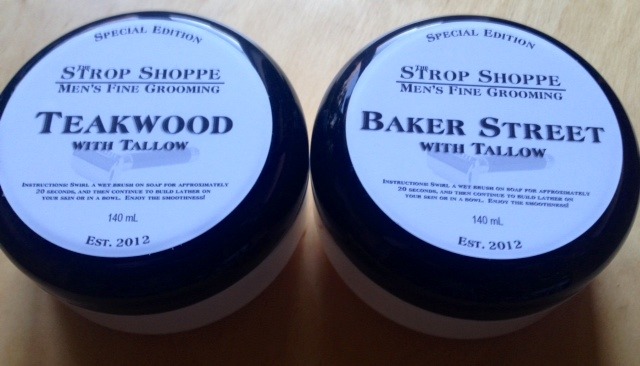 Special Edition
The
Strop Shoppe
Men's Fine Grooming
Teakwood
with Tallow
Instructions: Swirl a wet brush on soap for approximately
20 seconds, and then continue to build lather on
your skin or in a bowl. Enjoy the smoothness!
140 mL
Est. 2012
Special Edition
The
Strop Shoppe
Men's Fine Grooming
Baker Street
with Tallow
Instructions: Swirl a wet brush on soap for approximately
20 seconds, and then continue to build lather on
your skin or in a bowl. Enjoy the smoothness!
140 mL
Est. 2012